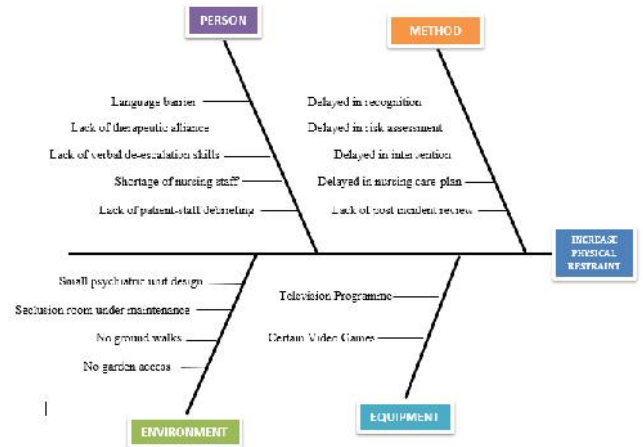 PERSON
METHOD
Language barrier
Lack of therapeutic alliance
Lack of verbal de-escalation skills
Shortage of nursing staff
Lack of patient-staff debriefing
Delayed in recognition
Delayed in risk assessment
Delayed in intervention
Delayed in nursing care plan
Lack of post incident review
INCREASE
PHYSICAL
RESTRAINT
Small psychiatric unit design
Seclusion room under maintenance
No ground walks
No garden access
Television Programme
Certain Video Games
ENVIRONMENT
EQUIPMENT